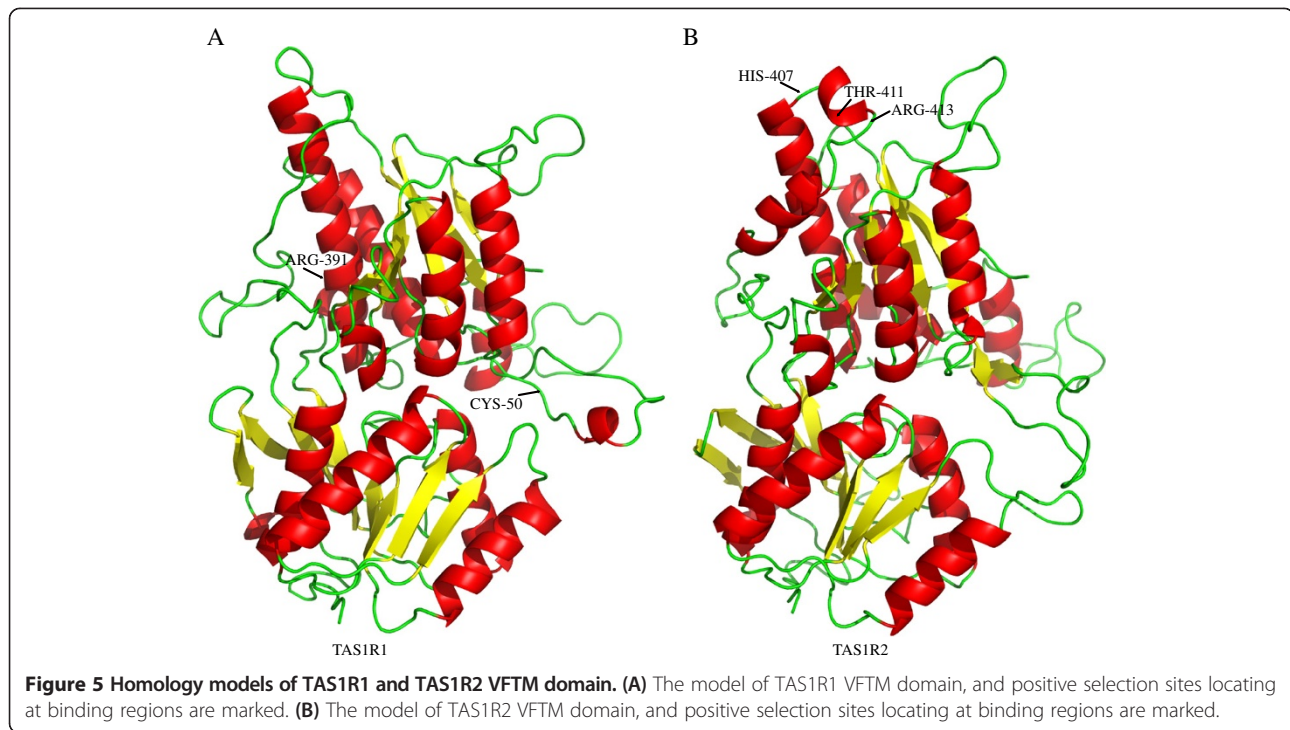 A
B
HIS-407
THR-411
ARG-413
ARG-391
CYS-50
TAS1R1
TAS1R2
Figure 5 Homology models of TAS1R1 and TAS1R2 VFTM domain. (A) The model of TAS1R1 VFTM domain, and positive selection sites locating
at binding regions are marked. (B) The model of TAS1R2 VFTM domain, and positive selection sites locating at binding regions are marked.